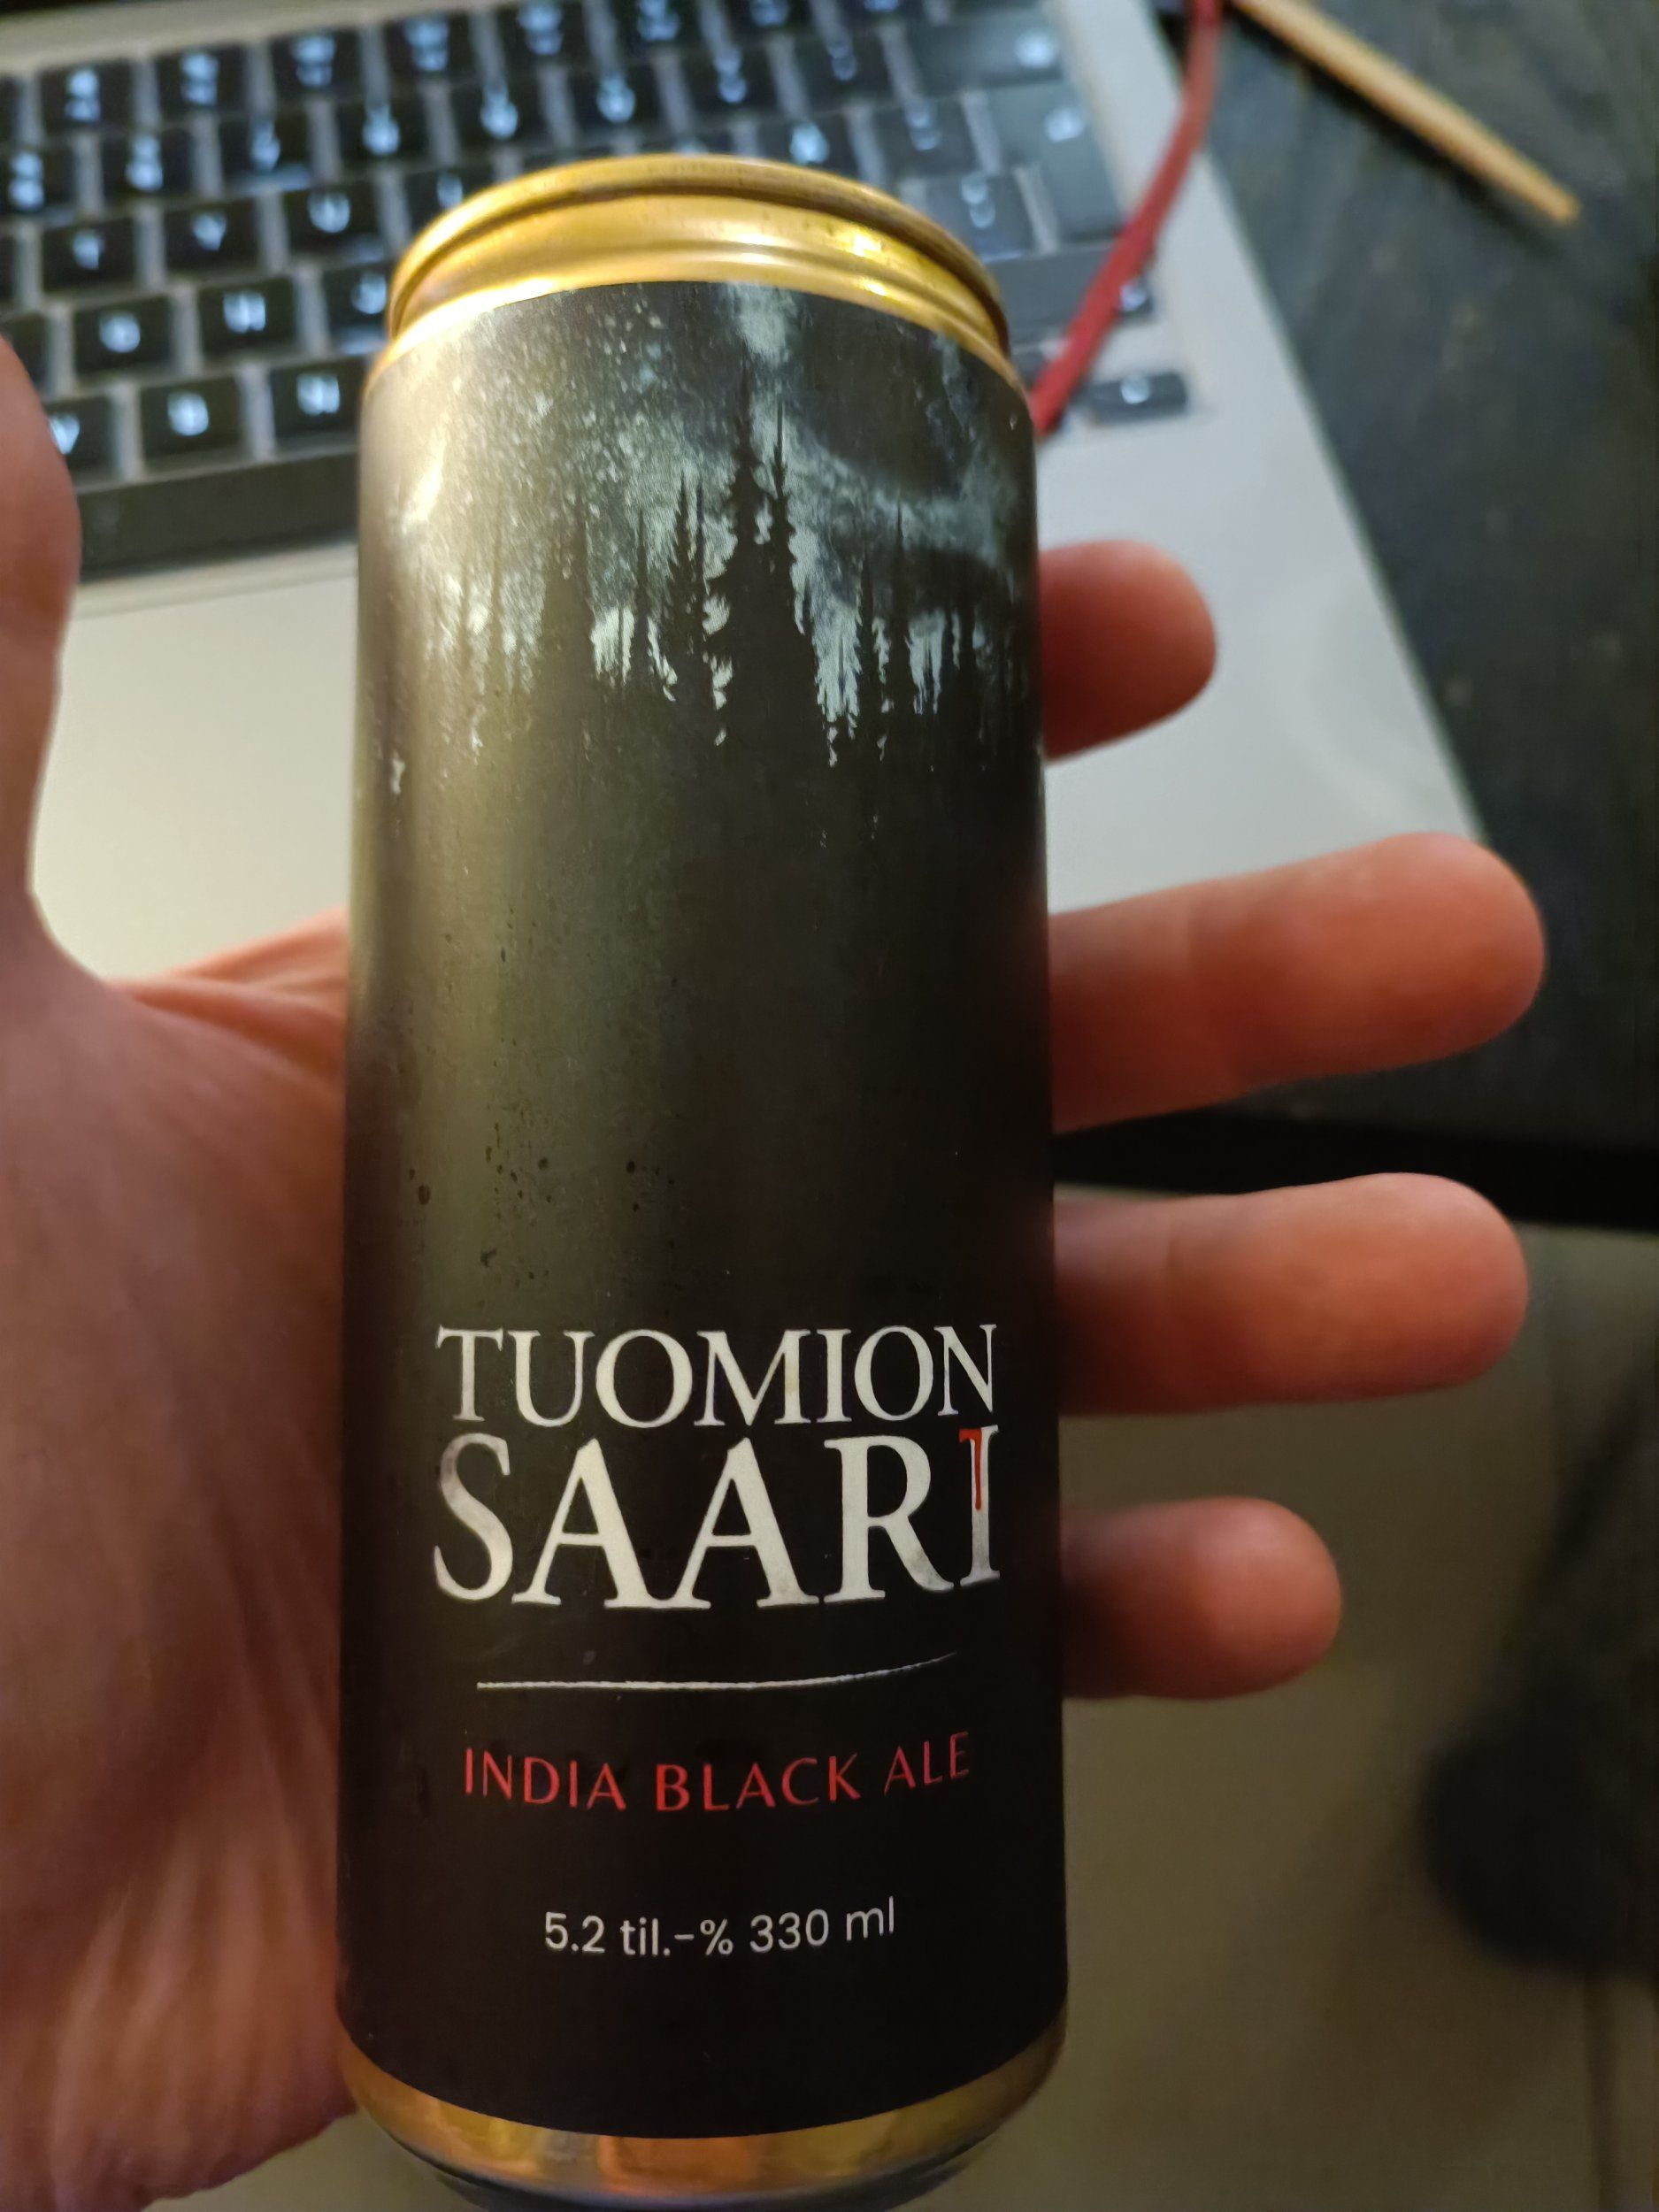 TUOMION
SAARI
INDIA BLACK ALE
5.2 til.-% 330 ml